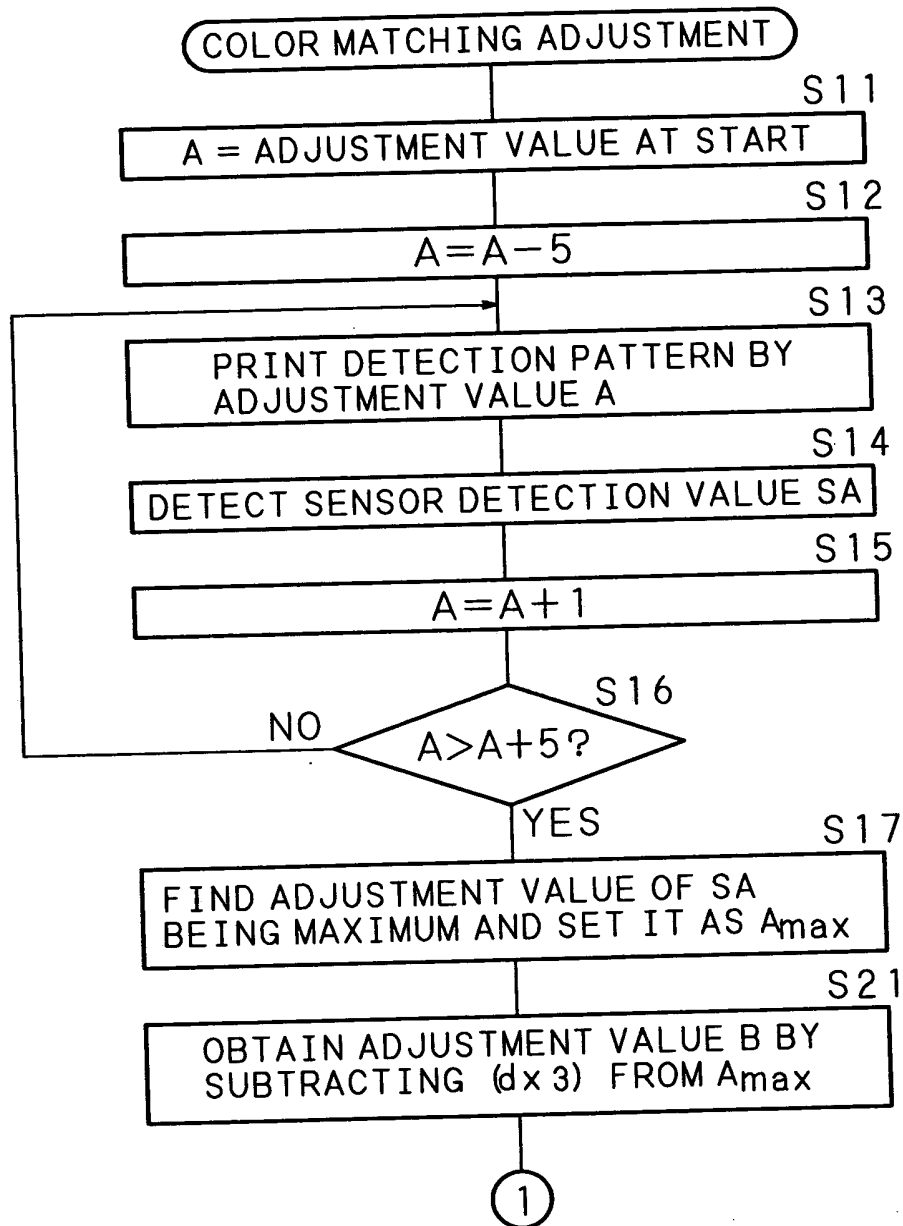 COLOR MATCHING ADJUSTMENT
S11
A = ADJUSTMENT VALUE AT START
S12
A=A-5
S13
PRINT DETECTION PATTERN BY
ADJUSTMENT VALUE A
S14
DETECT SENSOR DETECTION VALUE SA
S15
A=A+1
S16
NO
A>A+5?
YES
S17
FIND ADJUSTMENT VALUE OF SA
BEING MAXIMUM AND SET IT AS Amax
S21
OBTAIN ADJUSTMENT VALUE B BY
SUBTRACTING (d×3) FROM Amax
1